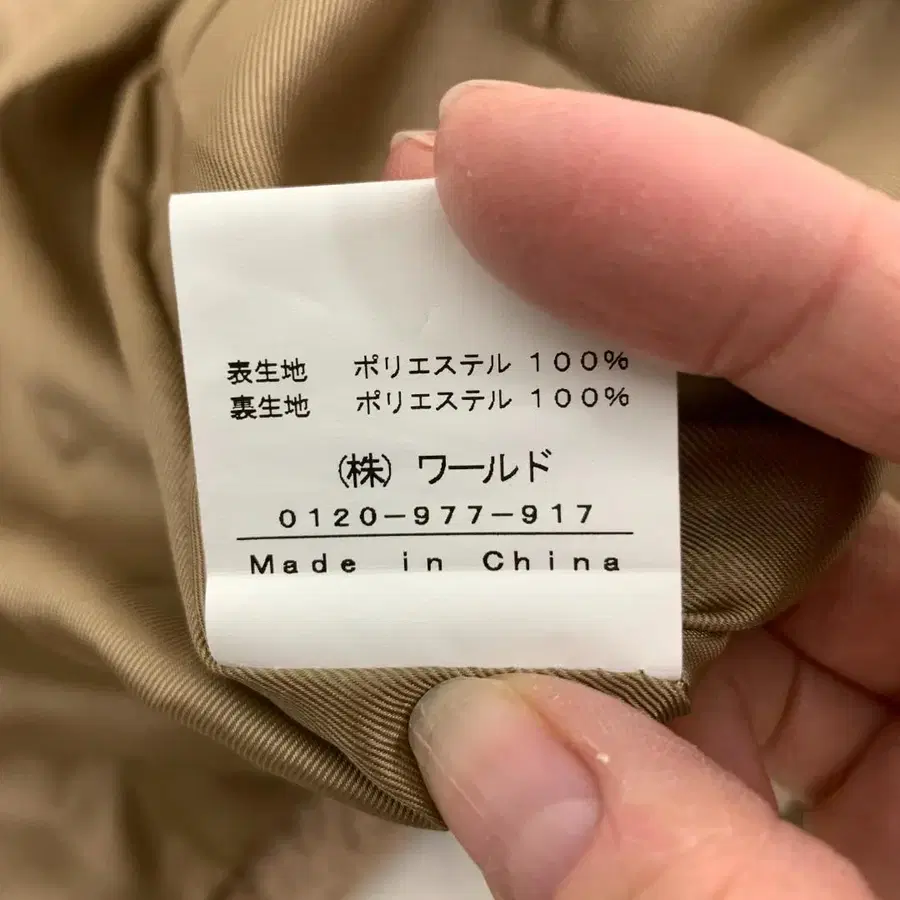 表生地 ポリエステル 100%
裏生地 ポリエステル 100%
(株) ワールド
0120-977-917
Made in China